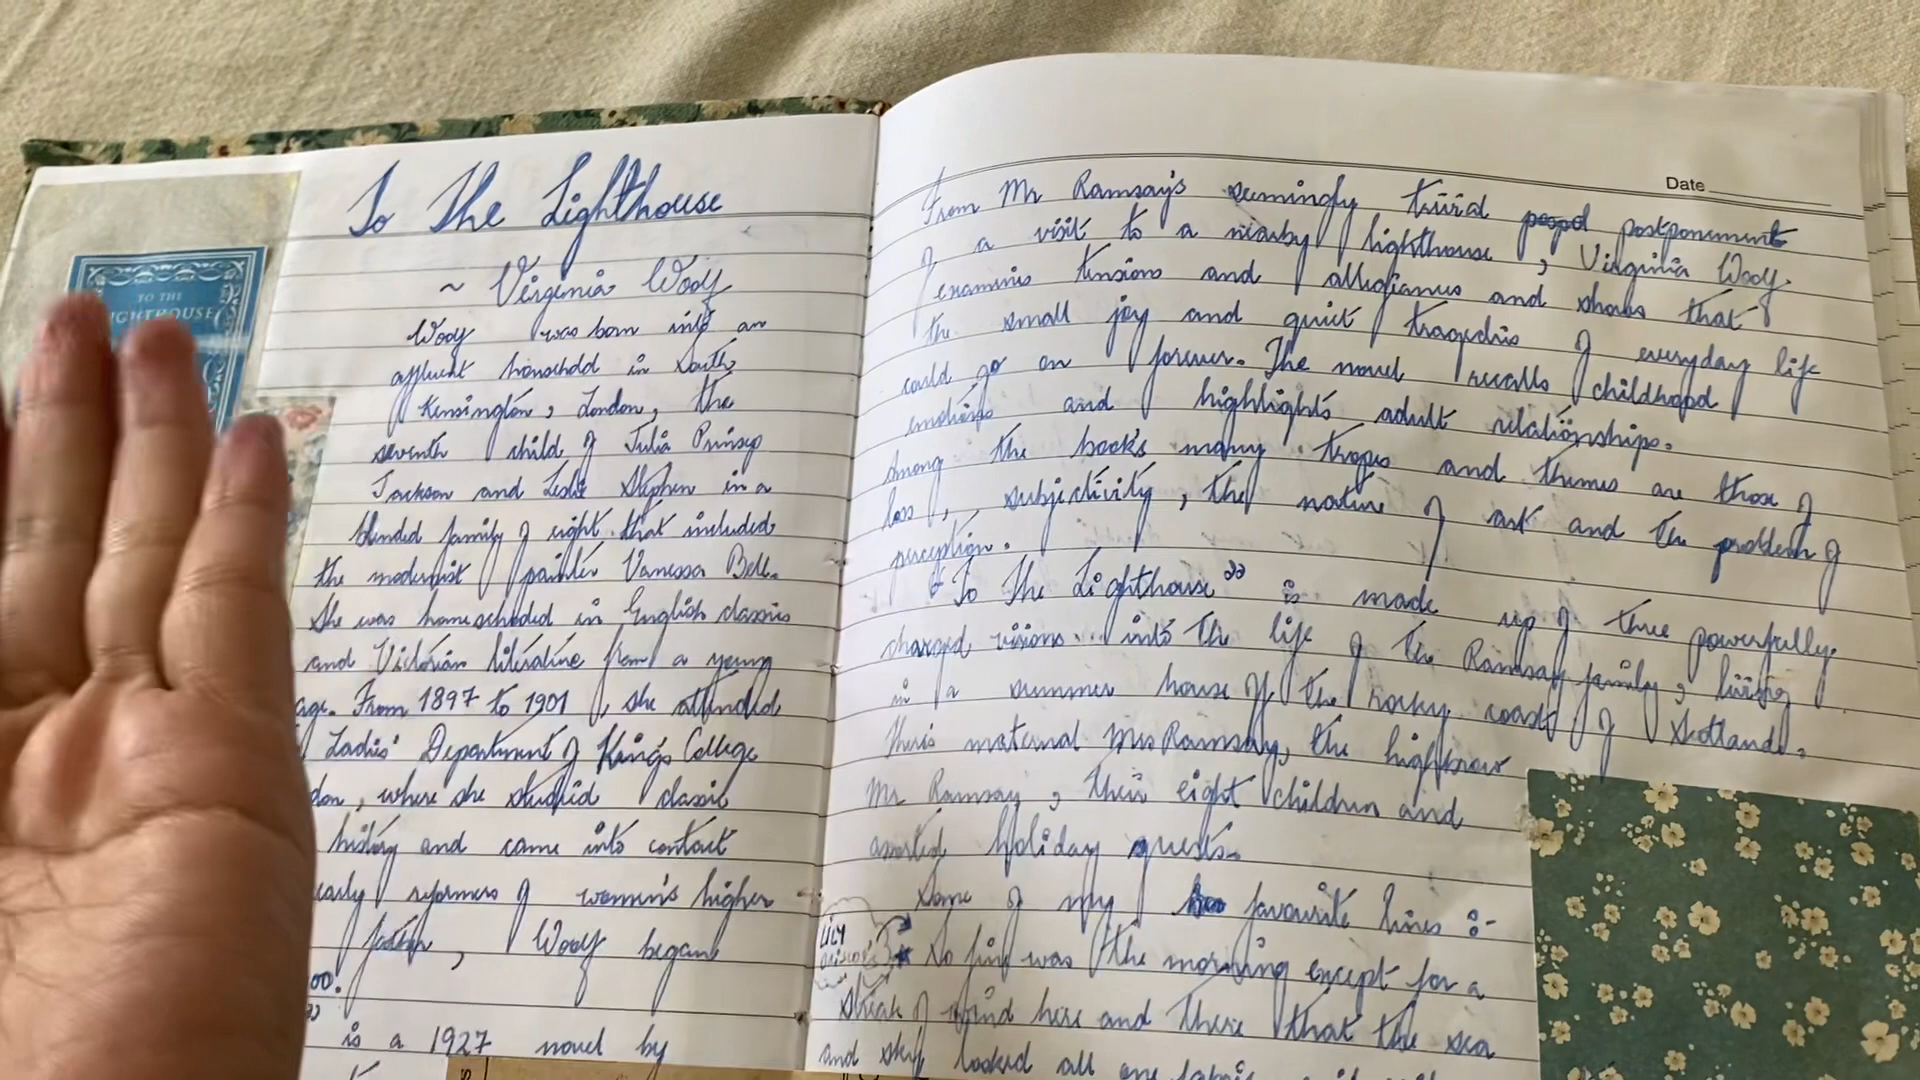 TO THE
LIGHTHOUSE
To The Lighthouse
~ Virginia Woolf
Woolf was born into an
affluent household in South
Kensington, London, the
seventh child of Julia Prinsep
Jackson and Leslie Stephen in a
blended family of eight that included
the modernist painter Vanessa Bell.
She was homeschooled in English classics
and Victorian literature from a young
age. From 1897 to 1901, she attended
Ladies' Department of King's College
don, where she studied classic
history and came into contact
early reformers of women's higher
father, Woolf began
00.
is a 1927 novel by
Date
From Mr Ramsay's seemingly trivial postponement
of a visit to a nearby lighthouse, Virginia Woolf
examines tensions and allegiances and shows that
the small joy and quiet tragedies of everyday life
could go on forever. The novel recalls childhood
emotions and highlights adult relationships.
Among the book's many tropes and themes are those of
loss, subjectivity, the nature of art and the problem of
perception.
"To The Lighthouse" is made up of three powerfully
charged visions into the life of the Ramsay family, living
in a summer house of the rocky coast of Scotland.
There's maternal Mrs Ramsay, the highbrow
Mr Ramsay, their eight children and
assorted holiday guests.
Some of my favourite lines :-
LILY
So fine was the morning except for a
streak of wind here and there that the sea
and sky looked all one fabric